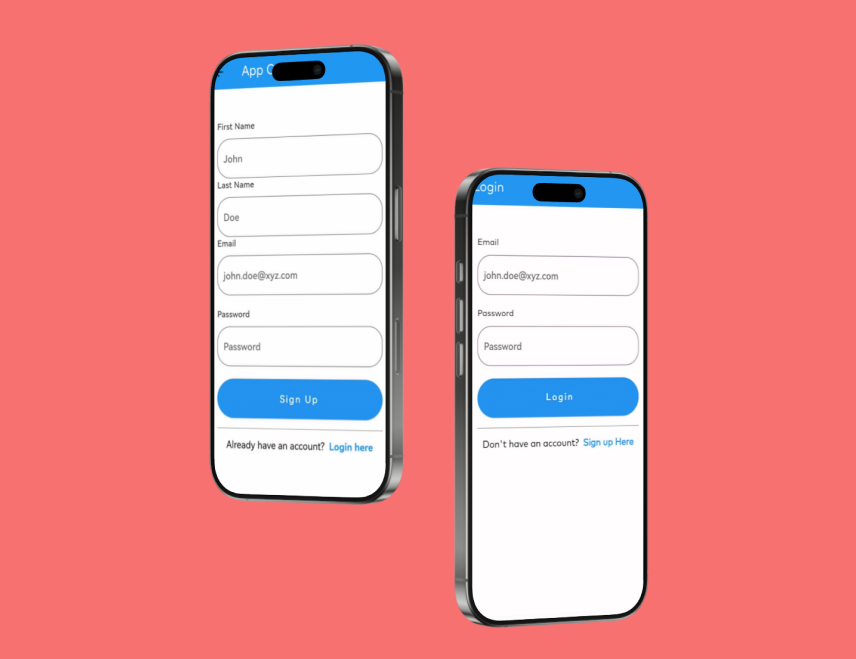 App
First Name
John
Last Name
Doe
Email
john.doe@xyz.com
Password
Password
Sign Up
Already have an account? Login here
Login
Email
john.doe@xyz.com
Password
Password
Login
Don't have an account? Sign up Here